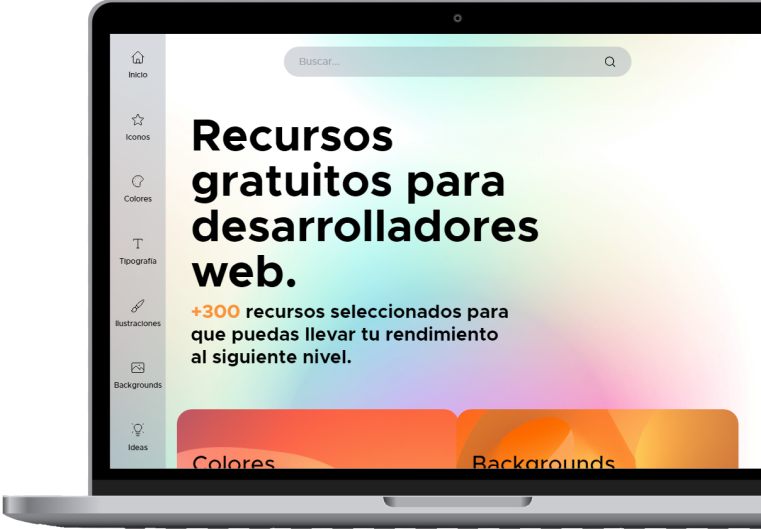 Buscar...
Inicio
Iconos
Colores
Tipografía
Ilustraciones
Backgrounds
Ideas
Recursos
gratuitos para
desarrolladores
web.
+300 recursos seleccionados para
que puedas llevar tu rendimiento
al siguiente nivel.
Colores
Backgrounds